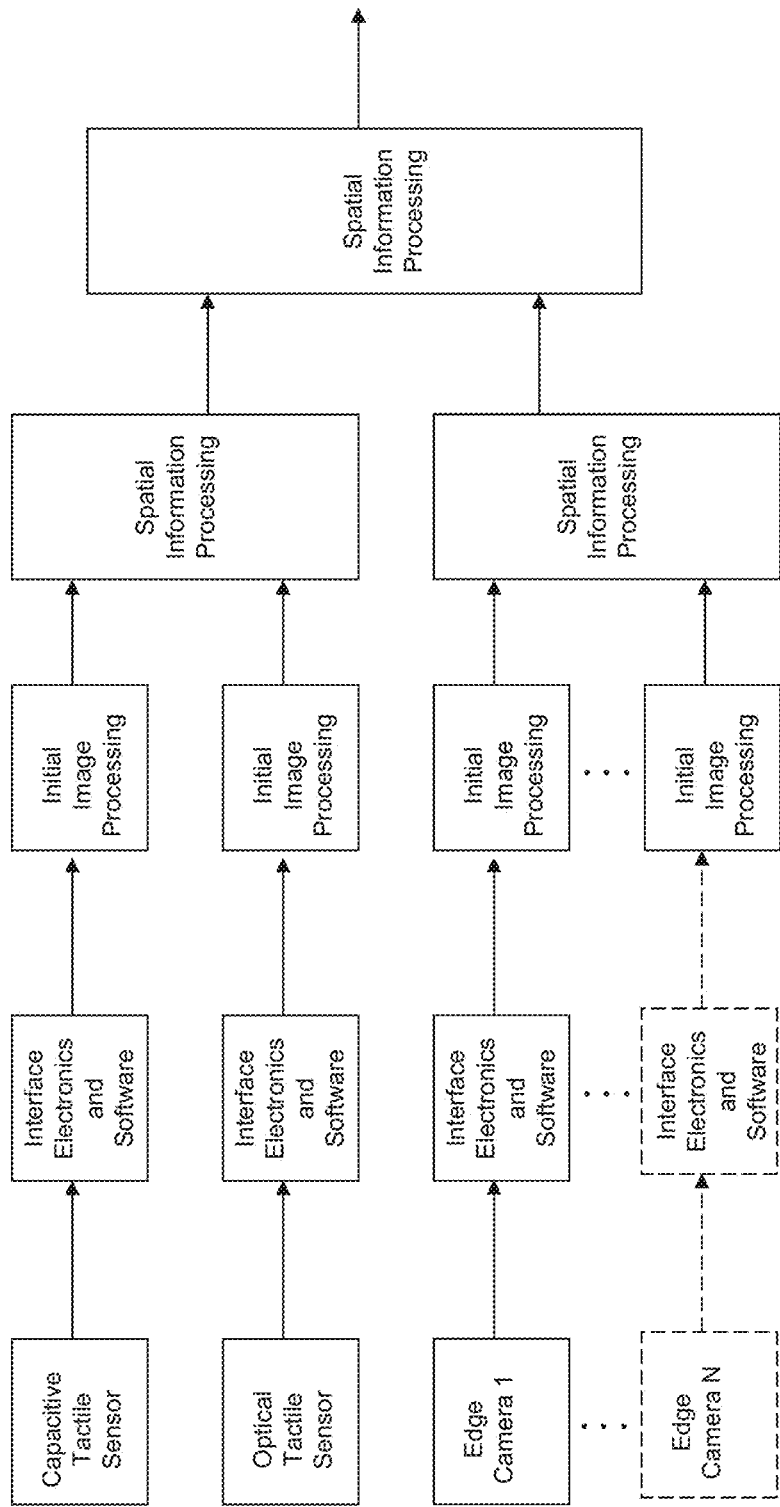 Capacitive
Tactile
Sensor
Interface
Electronics
and
Software
Initial
Image
Processing
Optical
Tactile
Sensor
Interface
Electronics
and
Software
Initial
Image
Processing
Spatial
Information
Processing
Edge
Camera 1
Interface
Electronics
and
Software
Initial
Image
Processing
Edge
Camera N
Interface
Electronics
and
Software
Initial
Image
Processing
Spatial
Information
Processing
Spatial
Information
Processing